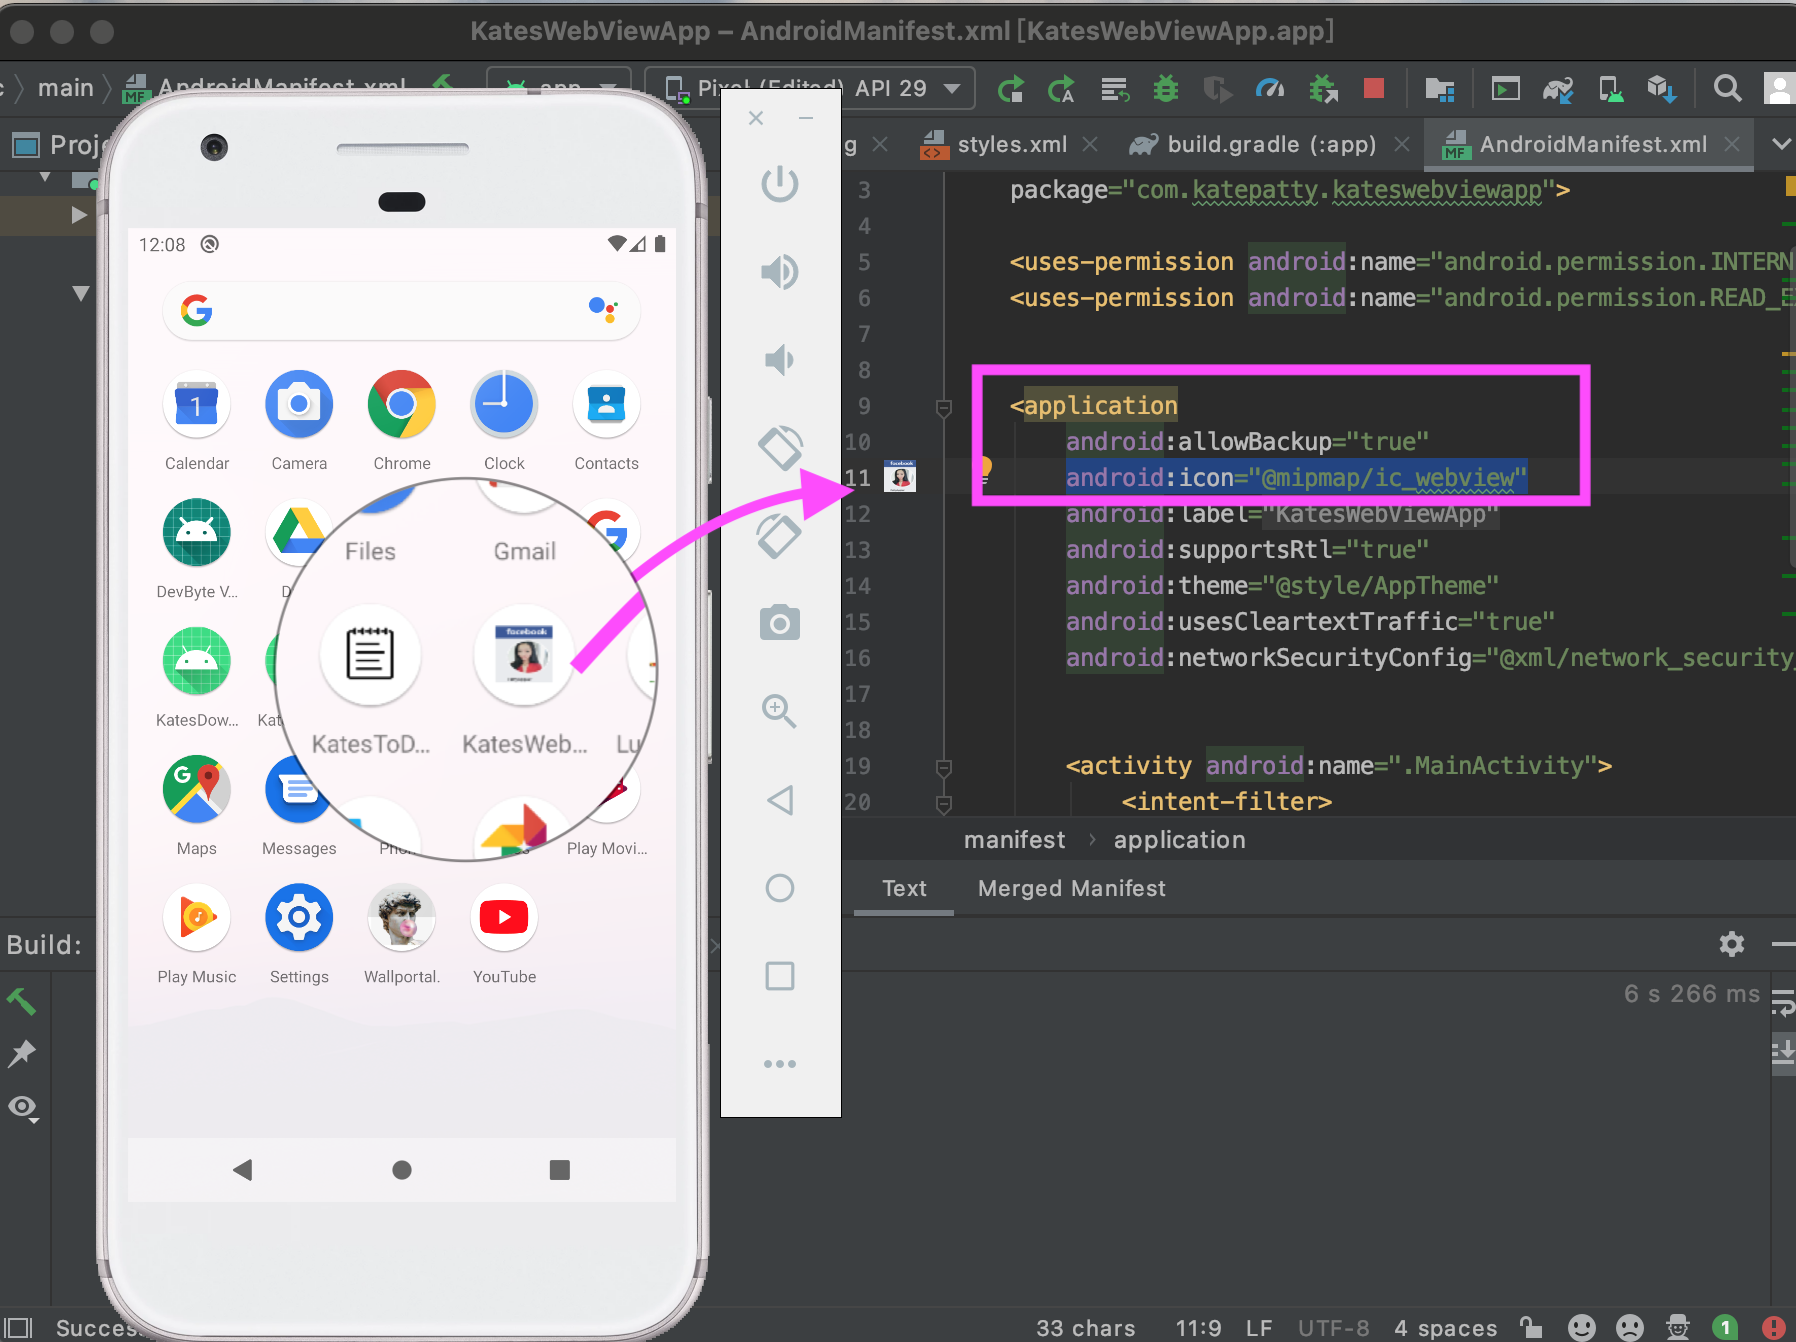 KatesWebViewApp – AndroidManifest.xml [KatesWebViewApp.app]
main
AndroidManifest.xml
app
Pixel (Edited) API 29
styles.xml
build.gradle (:app)
AndroidManifest.xml
MF
12:08
Calendar
Camera
Chrome
Clock
Contacts
DevByte V...
Files
Gmail
KatesDow...
KatesToD...
KatesWeb...
Lu
facebook
Maps
Messages
Play Movi...
Play Music
Settings
Wallportal.
YouTube
3 package="com.katepatty.kateswebviewapp">
4
5 <uses-permission android:name="android.permission.INTERN
6 <uses-permission android:name="android.permission.READ_E
7
8
9 <application
10 android:allowBackup="true"
11 android:icon="@mipmap/ic_webview"
12 android:label="KatesWebViewApp"
13 android:supportsRtl="true"
14 android:theme="@style/AppTheme"
15 android:usesCleartextTraffic="true"
16 android:networkSecurityConfig="@xml/network_security_
17
18
19 <activity android:name=".MainActivity">
20 <intent-filter>
manifest › application
Text Merged Manifest
Build:
6 s 266 ms
33 chars 11:9 LF UTF-8 4 spaces 1